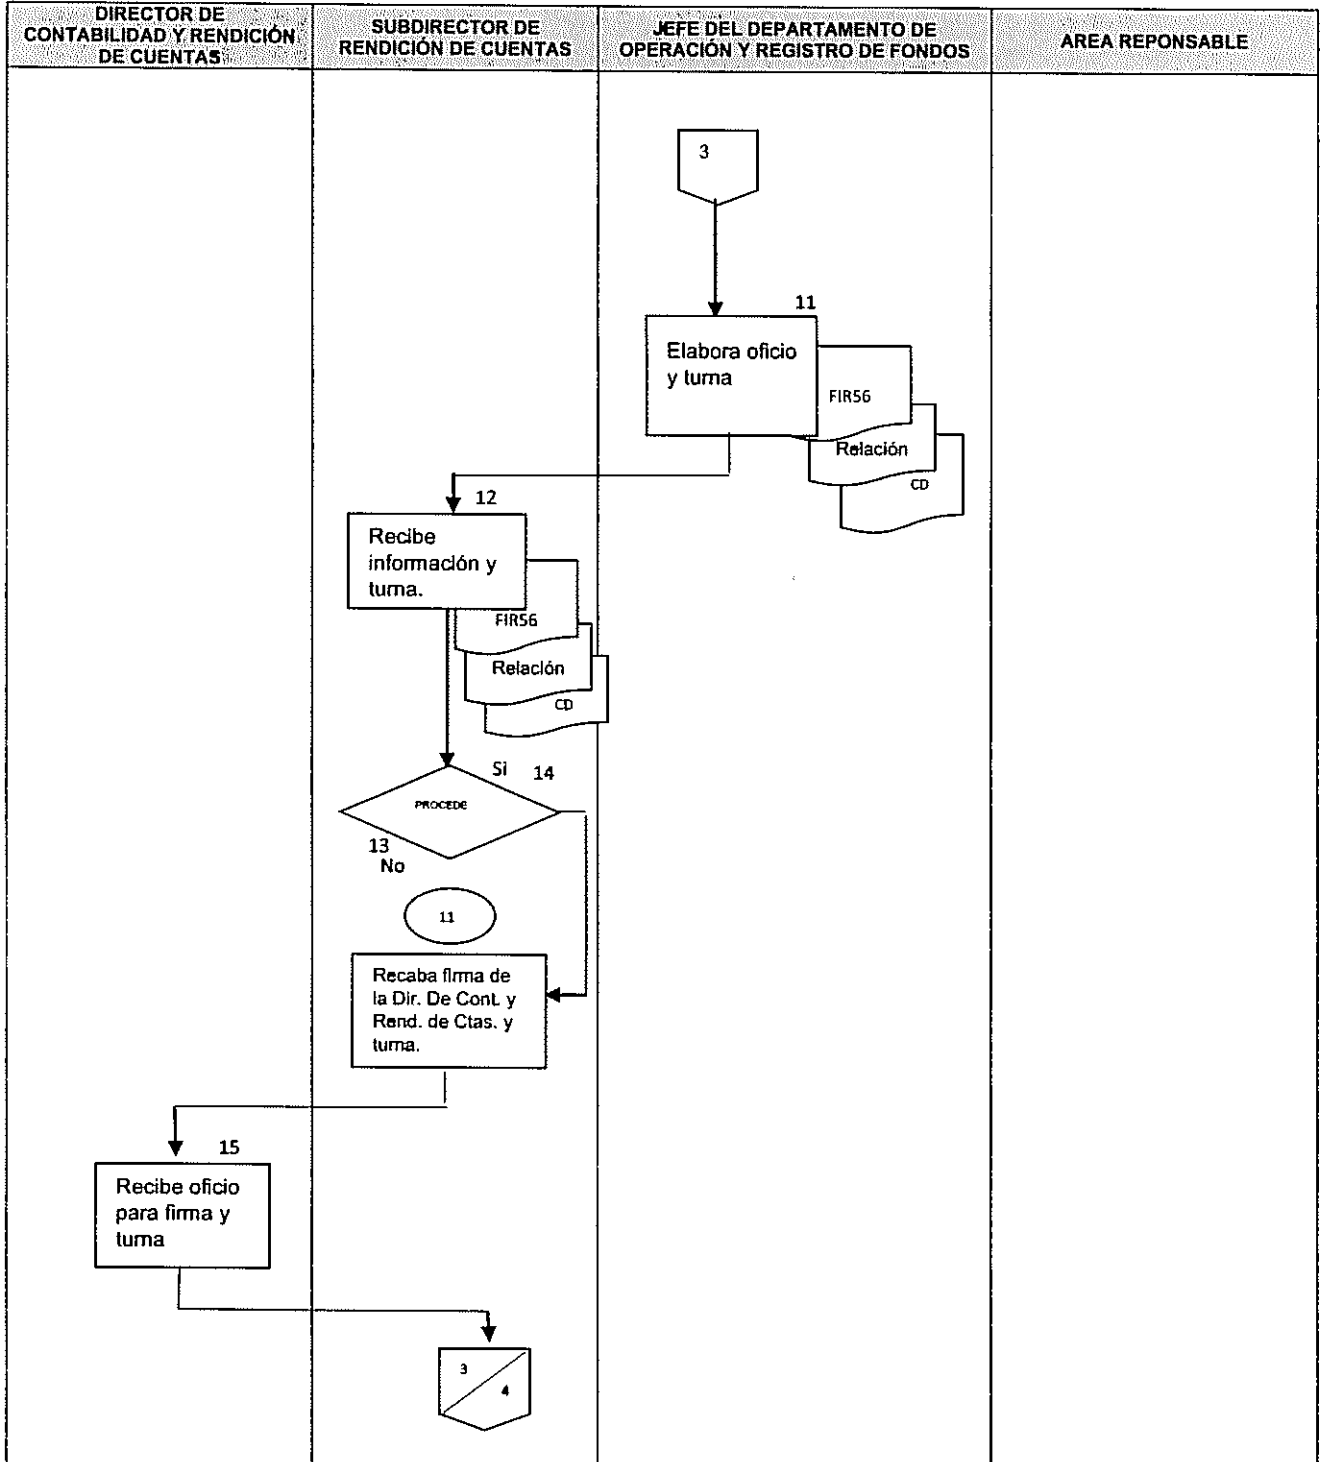 DIRECTOR DE
CONTABILIDAD Y RENDICIÓN
DE CUENTAS
SUBDIRECTOR DE
RENDICIÓN DE CUENTAS
JEFE DEL DEPARTAMENTO DE
OPERACIÓN Y REGISTRO DE FONDOS
AREA REPONSABLE
3
11
Elabora oficio
y turna
FIR56
Relación
CD
12
Recibe
información y
turna.
FIR56
Relación
CD
Si 14
PROCEDE
13
No
11
Recaba firma de
la Dir. De Cont. y
Rend. de Ctas. y
turna.
15
Recibe oficio
para firma y
turna
3
4